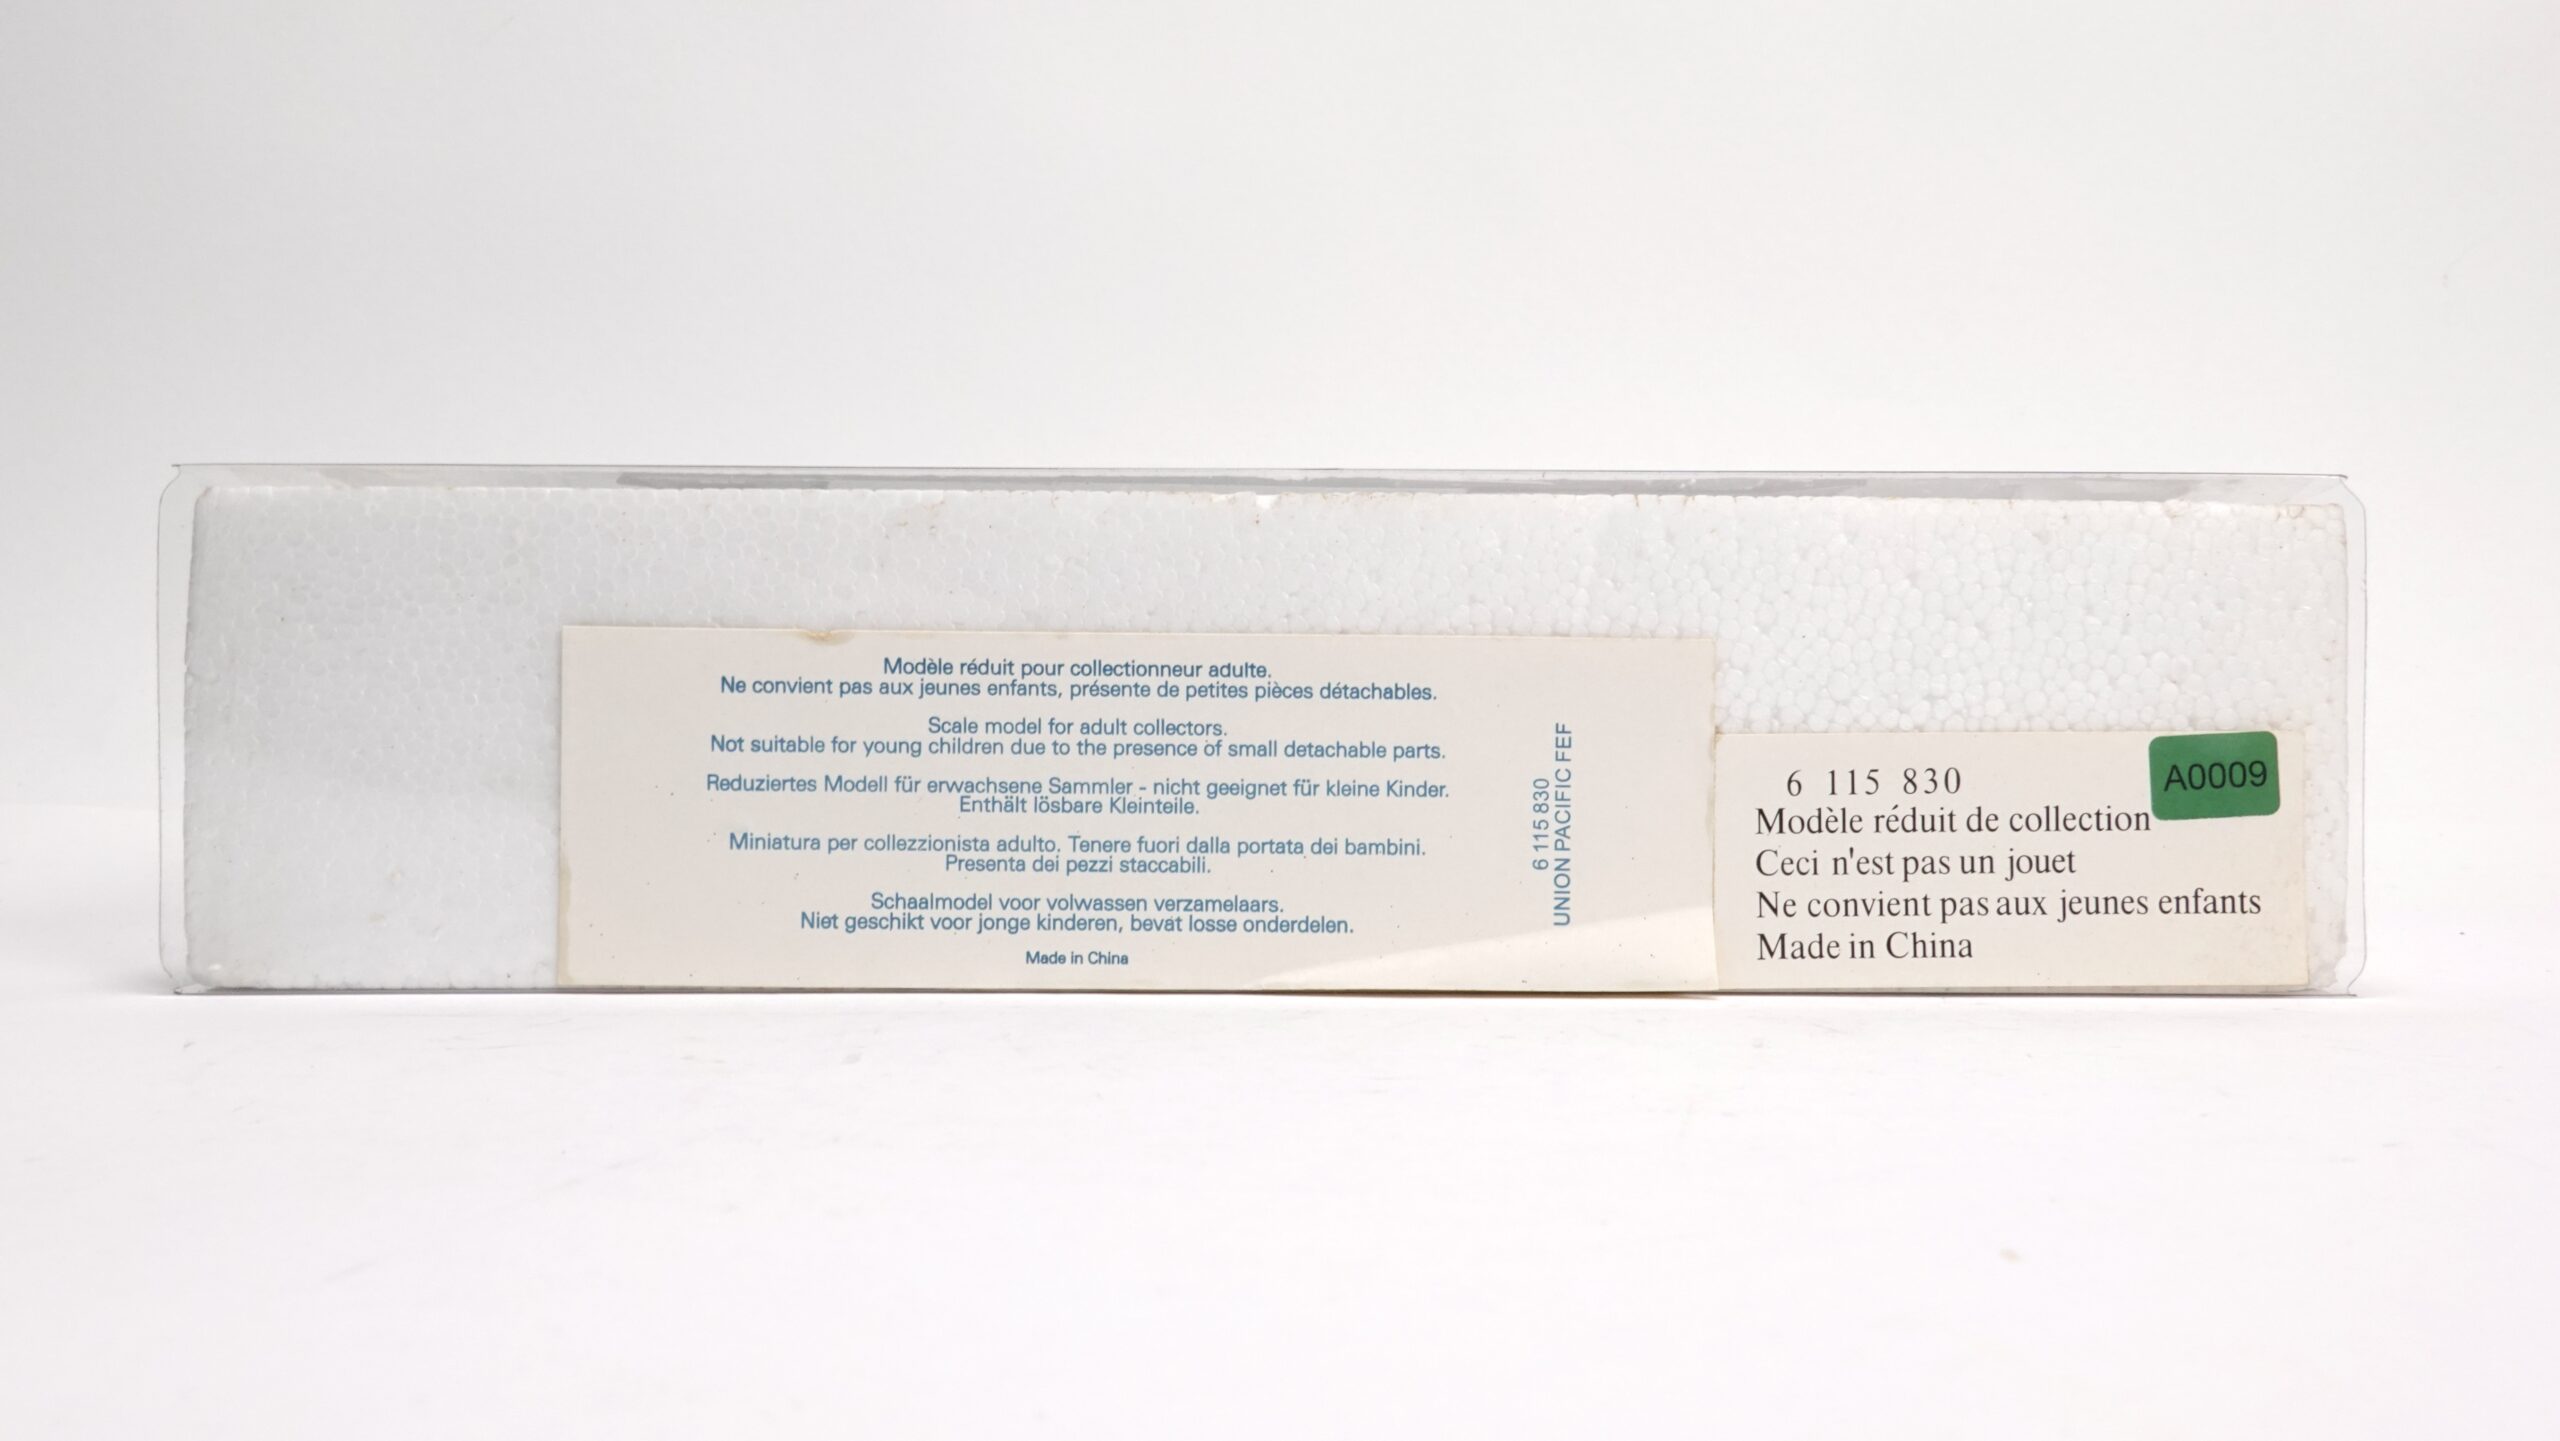 Modèle réduit pour collectionneur adulte.
Ne convient pas aux jeunes enfants, présente de petites pièces détachables.
Scale model for adult collectors.
Not suitable for young children due to the presence of small detachable parts.
Reduziertes Modell für erwachsene Sammler - nicht geeignet für kleine Kinder.
Enthält lösbare Kleinteile.
Miniatura per collezzionista adulto. Tenere fuori dalla portata dei bambini.
Presenta dei pezzi staccabili.
Schaalmodel voor volwassen verzamelaars.
Niet geschikt voor jonge kinderen, bevat losse onderdelen.
Made in China
6 115 830
UNION PACIFIC FEF
6 115 830
Modèle réduit de collection
Ceci n'est pas un jouet
Ne convient pas aux jeunes enfants
Made in China
A0009